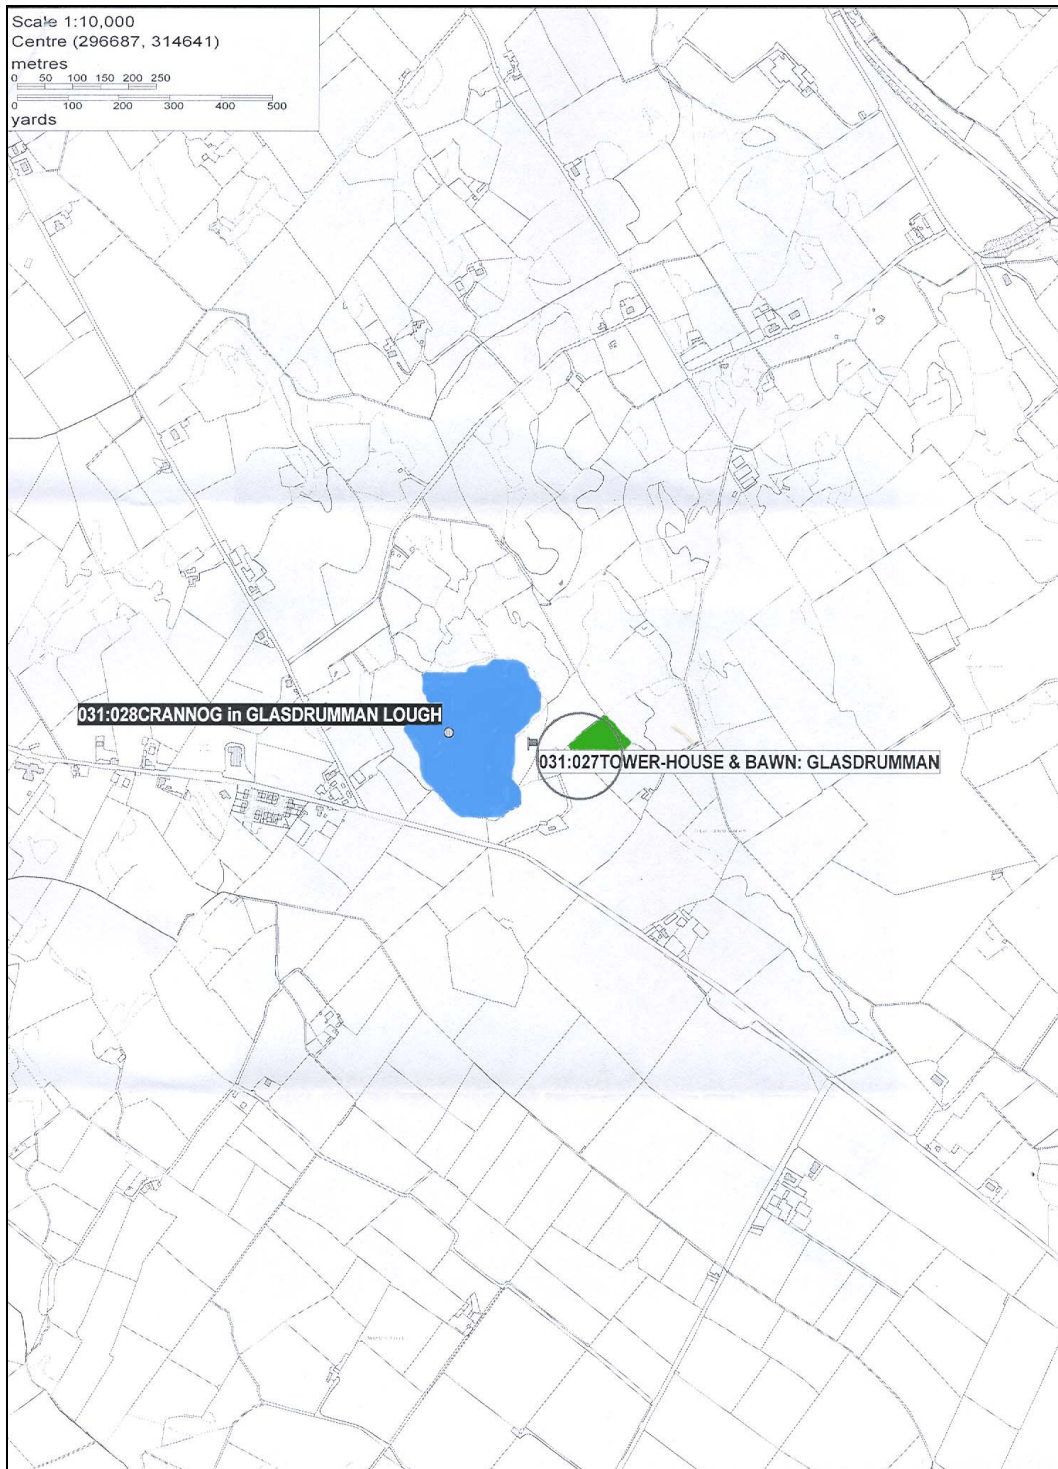 Scale 1:10,000
Centre (296687, 314641)
metres
0 50 100 150 200 250
0 100 200 300 400 500
yards
031:028CRANNOG in GLASDRUMMAN LOUGH
031:027TOWER-HOUSE & BAWN: GLASDRUMMAN